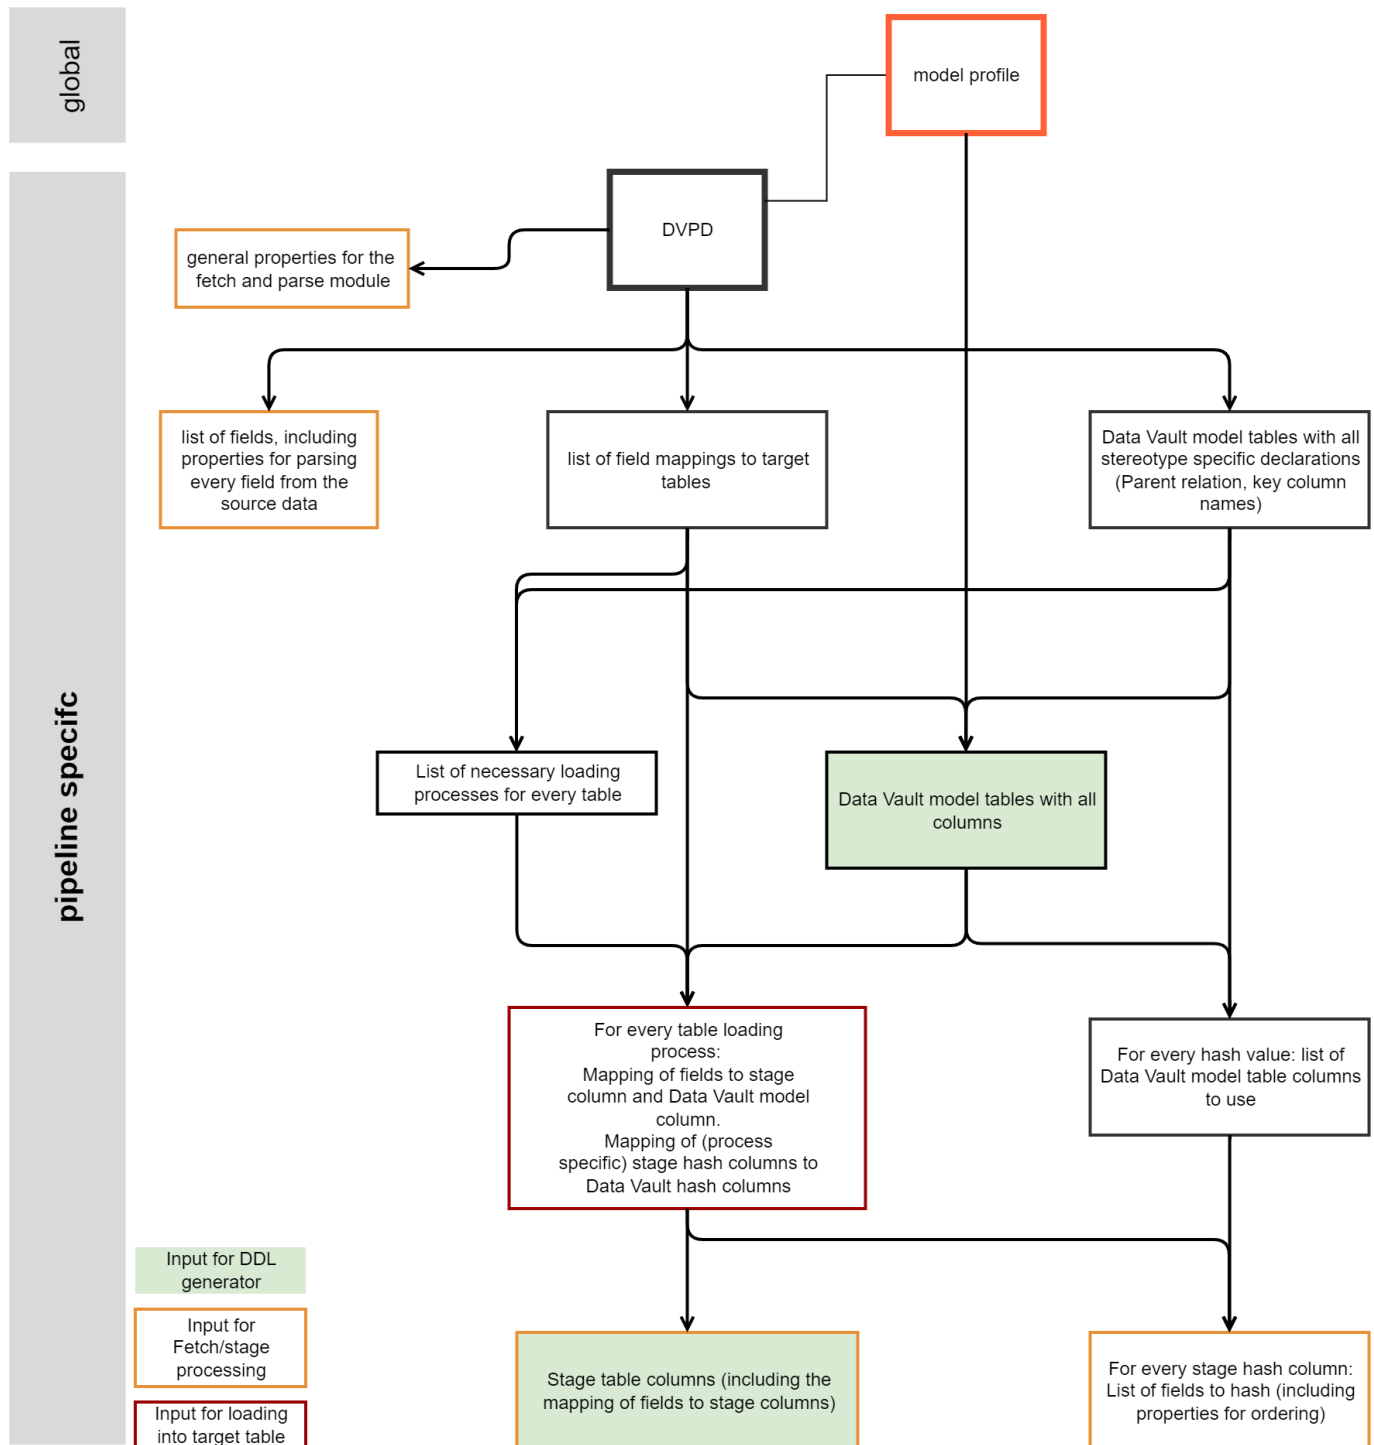 global
model profile
DVPD
general properties for the
fetch and parse module
list of fields, including
properties for parsing
every field from the
source data
list of field mappings to target
tables
Data Vault model tables with all
stereotype specific declarations
(Parent relation, key column
names)
pipeline specifc
List of necessary loading
processes for every table
Data Vault model tables with all
columns
For every table loading
process:
Mapping of fields to stage
column and Data Vault model
column.
Mapping of (process
specific) stage hash columns to
Data Vault hash columns
For every hash value: list of
Data Vault model table columns
to use
Input for DDL
generator
Input for
Fetch/stage
processing
Input for loading
into target table
Stage table columns (including the
mapping of fields to stage columns)
For every stage hash column:
List of fields to hash (including
properties for ordering)